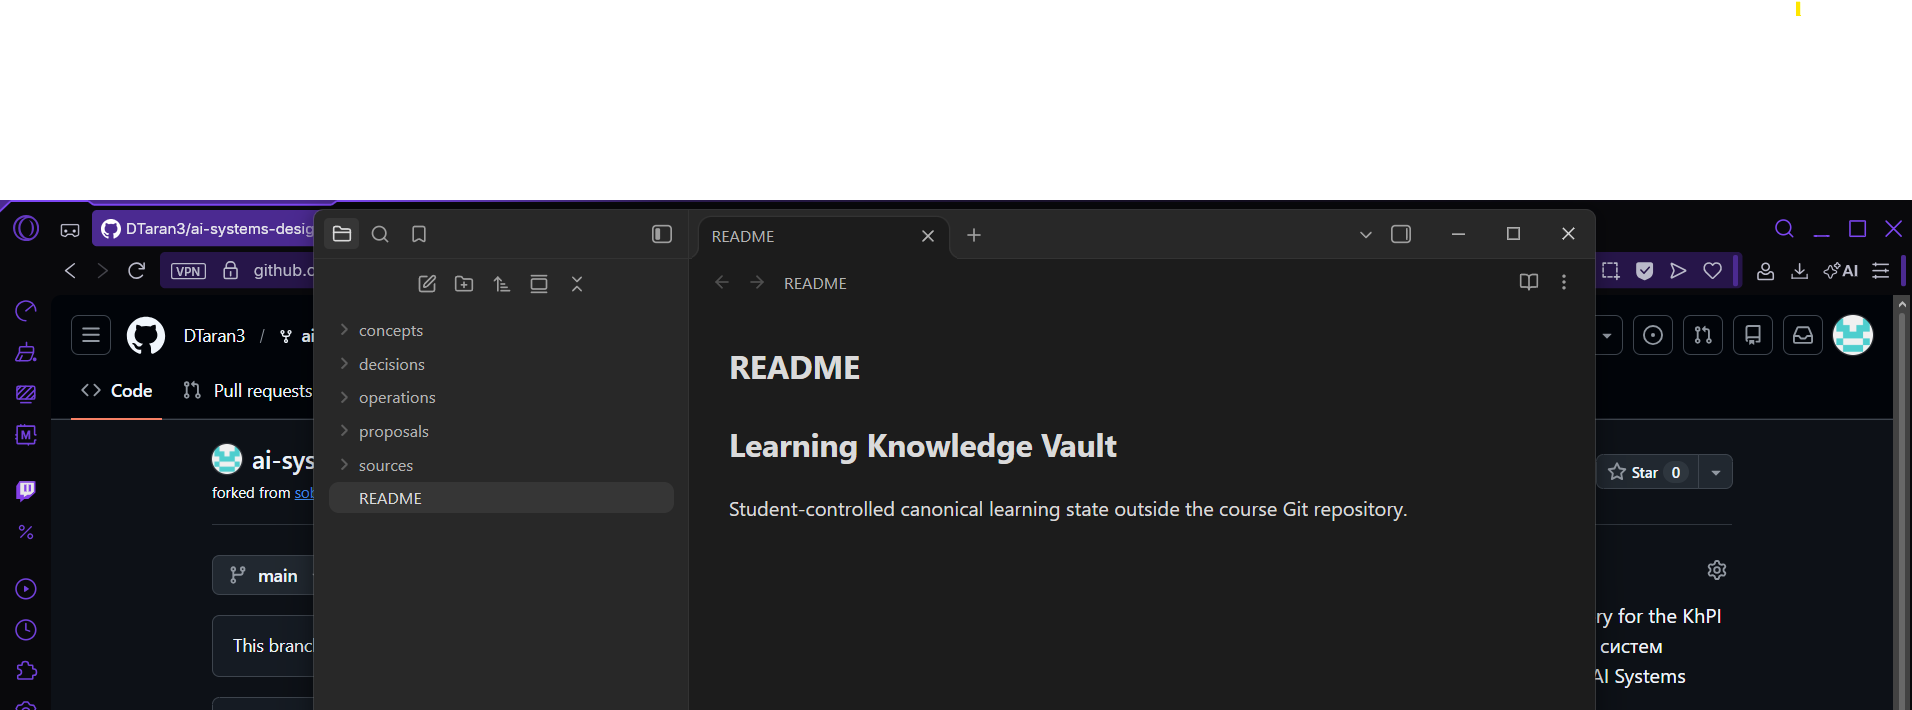 DTaran3/ai-systems-desig
README
VPN
github.c
README
AI
DTaran3 / ai
concepts
README
decisions
Code
Pull requests
operations
proposals
Learning Knowledge Vault
ai-sys
sources
Star 0
forked from sob
README
Student-controlled canonical learning state outside the course Git repository.
main
ry for the KhPI
This branc
систем
AI Systems